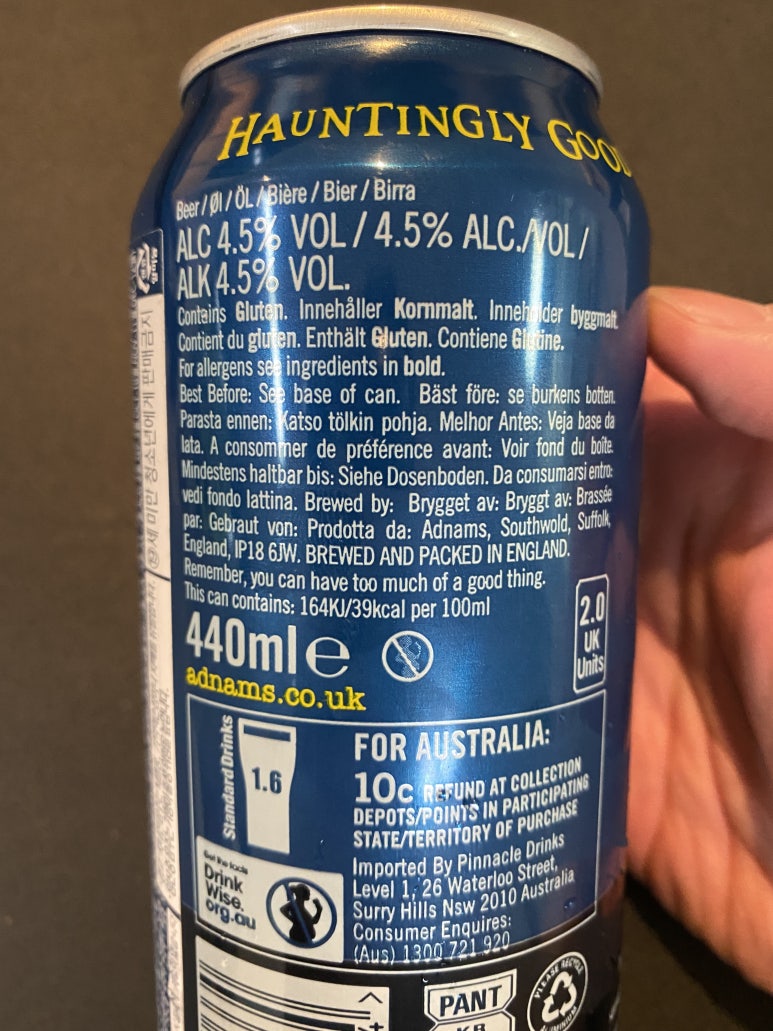 HAUNTINGLY GOOD
Beer / Øl / ÖL / Bière / Bier / Birra
ALC 4.5% VOL / 4.5% ALC./VOL /
ALK 4.5% VOL.
Contains Gluten. Innehåller Kornmalt. Inneholder byggmalt.
Contient du gluten. Enthält Gluten. Contiene Glutine.
For allergens see ingredients in bold.
Best Before: See base of can. Bäst före: se burkens botten.
Parasta ennen: Katso tölkin pohja. Melhor Antes: Veja base da
lata. A consommer de préférence avant: Voir fond du boîte.
Mindestens haltbar bis: Siehe Dosenboden. Da consumarsi entro:
vedi fondo lattina. Brewed by: Brygget av: Bryggt av: Brassée
par: Gebraut von: Prodotta da: Adnams, Southwold, Suffolk,
England, IP18 6JW. BREWED AND PACKED IN ENGLAND.
Remember, you can have too much of a good thing.
This can contains: 164KJ/39kcal per 100ml
440ml e
2.0
UK
Units
adnams.co.uk
Standard Drinks
1.6
FOR AUSTRALIA:
10c REFUND AT COLLECTION
DEPOTS/POINTS IN PARTICIPATING
STATE/TERRITORY OF PURCHASE
Get the facts
Drink
Wise.
org.au
Imported By Pinnacle Drinks
Level 1, 26 Waterloo Street,
Surry Hills Nsw 2010 Australia
Consumer Enquires:
(Aus) 1300 721 920
PANT
KR
PLEASE RECYCLE